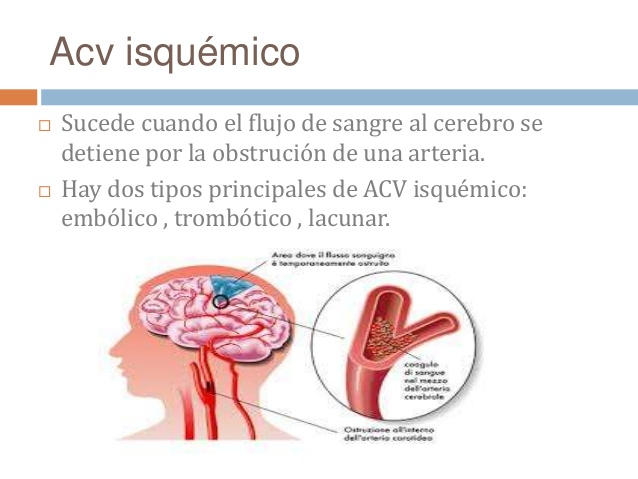 Acv isquémico
Sucede cuando el flujo de sangre al cerebro se
detiene por la obstrución de una arteria.
Hay dos tipos principales de ACV isquémico:
embólico , trombótico , lacunar.
Area dove il flusso sanguigno
è temporaneamente ostruito
coagulo
di sangue
nel mezzo
dell'arteria
cerebrale
Ostruzione all'interno
dell'arteria carotidea